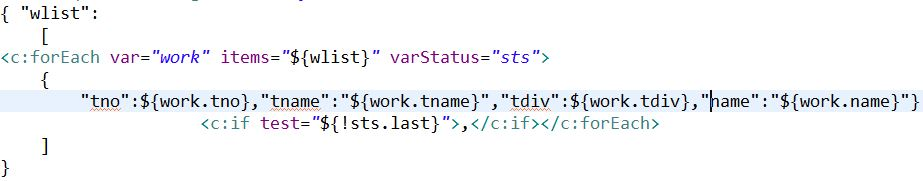 { "wlist":
[
<c:forEach var="work" items="${wlist}" varStatus="sts">
{
"tno":${work.tno},"tname":"${work.tname}","tdiv":${work.tdiv},"name":"${work.name}"}
<c:if test="${!sts.last}">,</c:if></c:forEach>
]
}